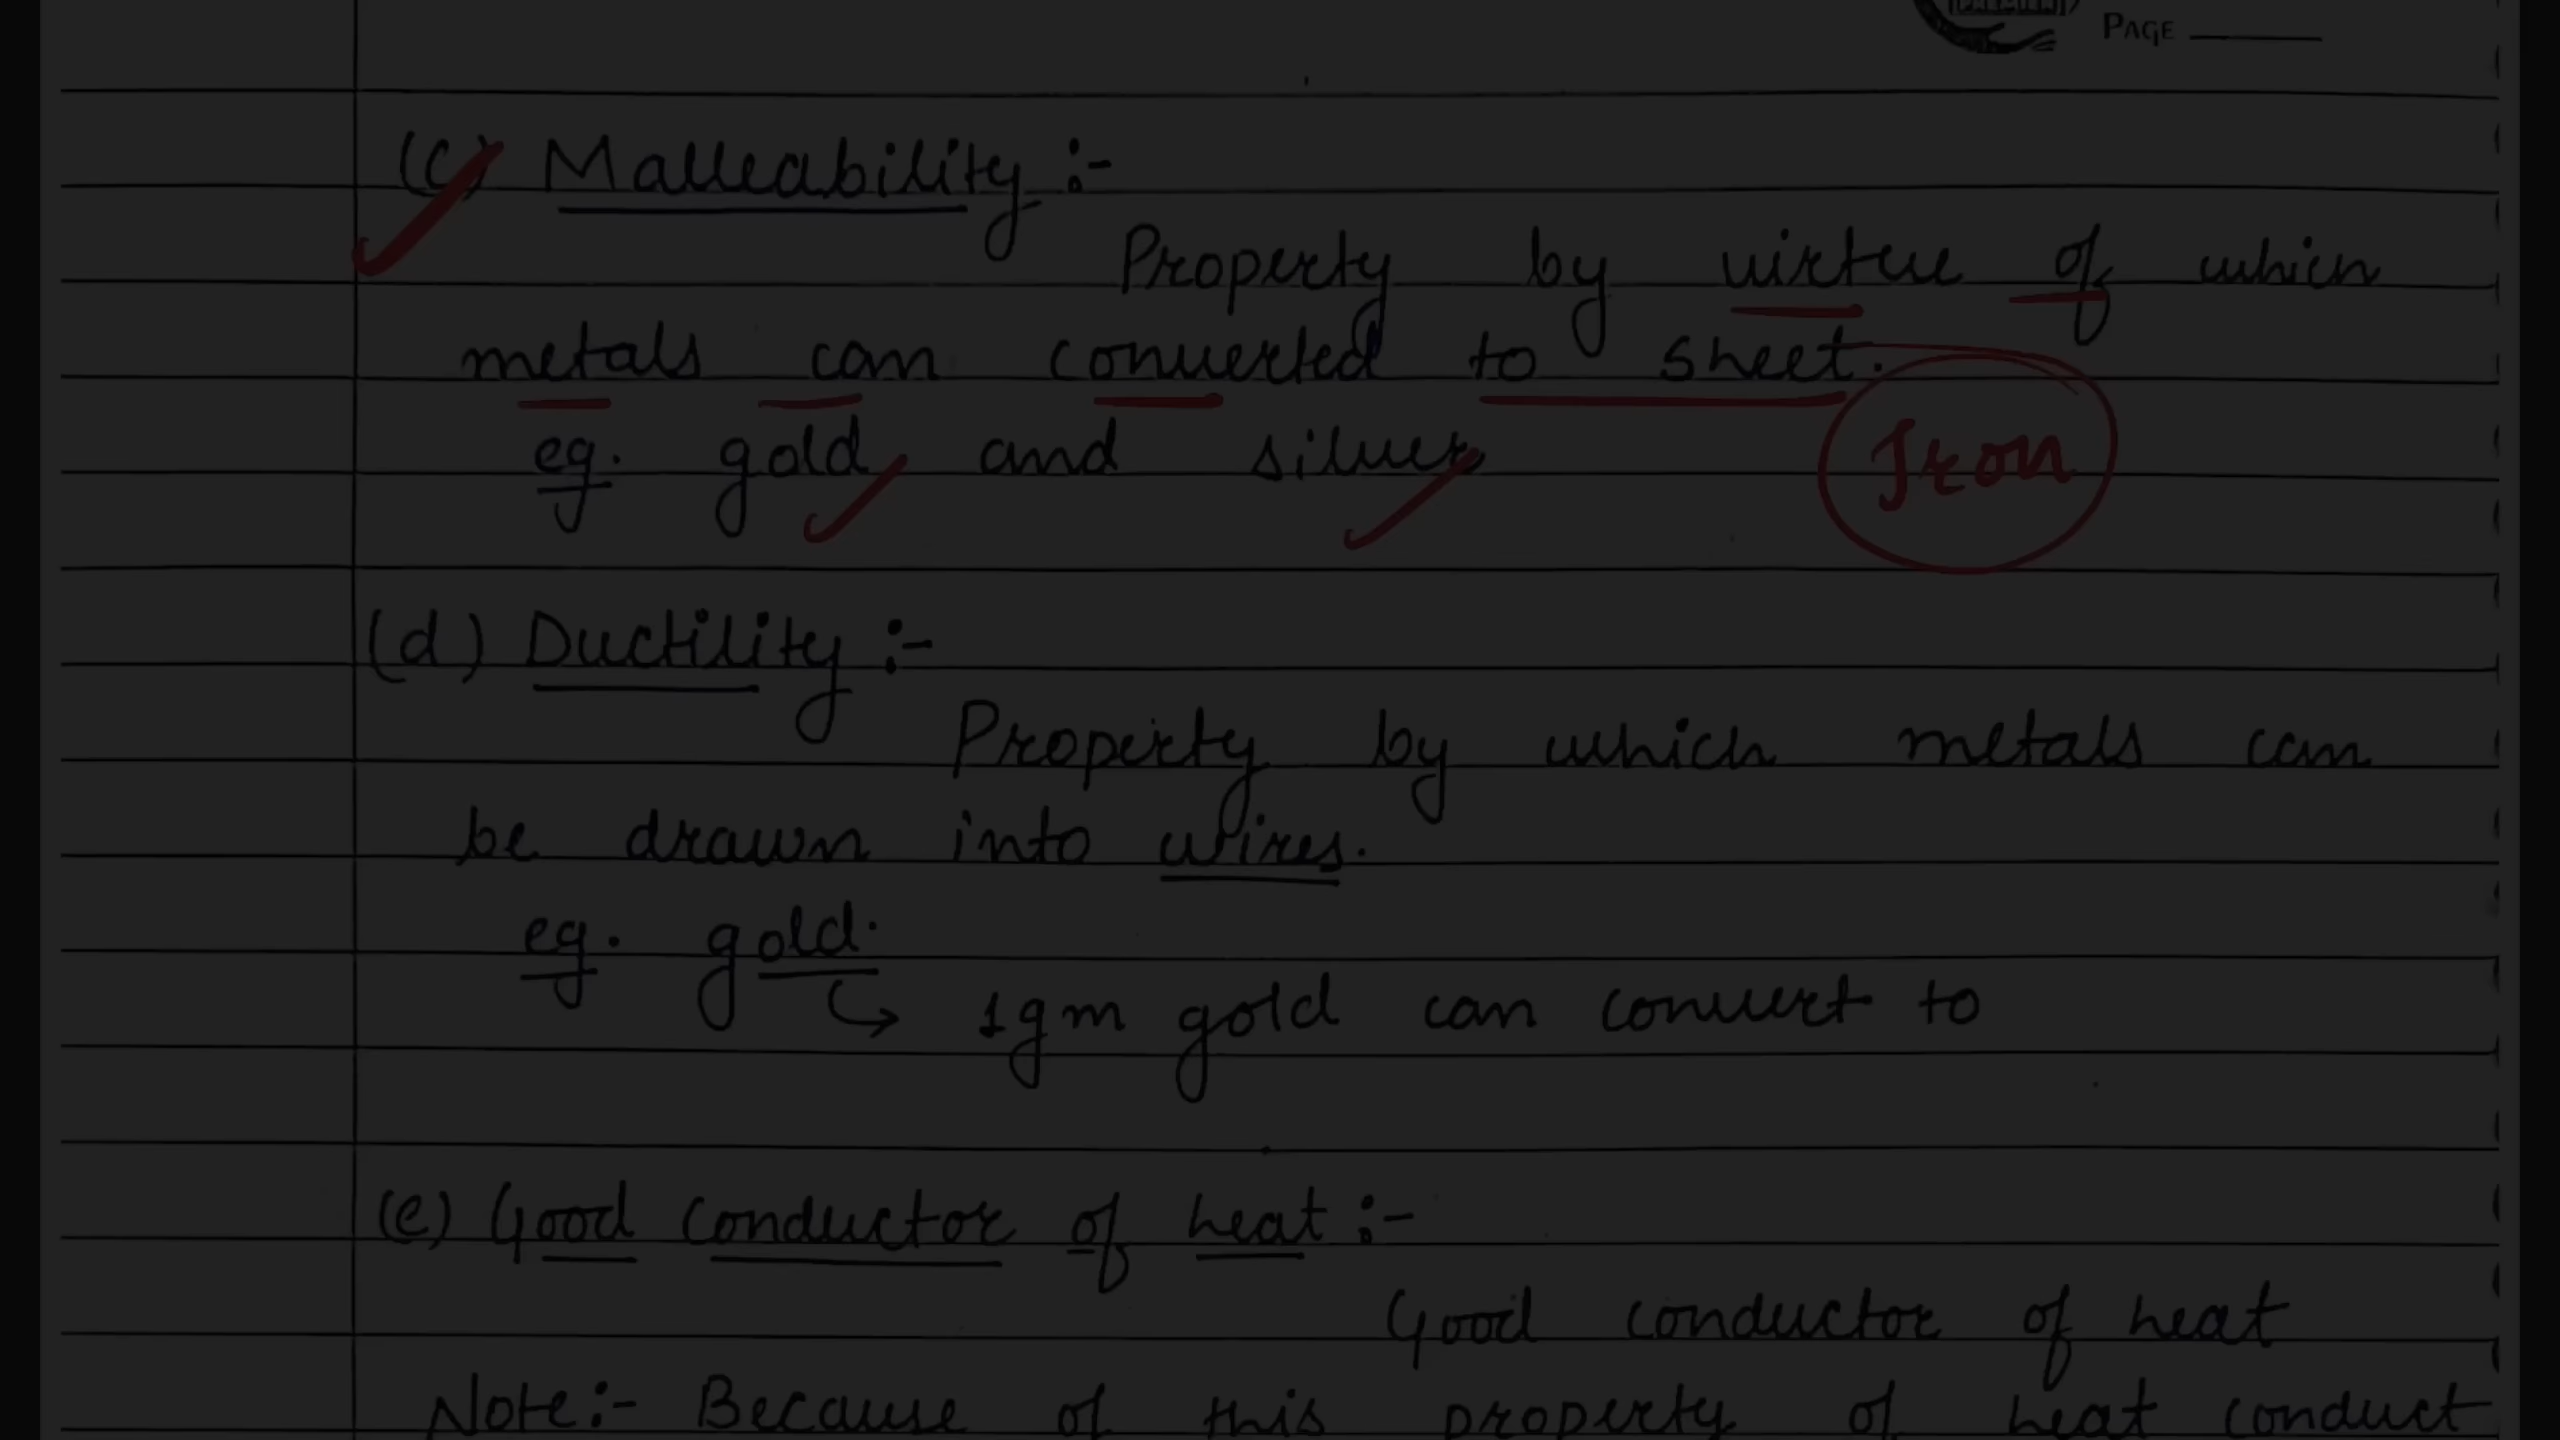 PAGE
(c) Malleability :-
Property by virtue of which
metals can converted to sheet.
eg. gold and silver
Iron
(d) Ductility :-
Property by which metals can
be drawn into wires.
eg. gold.
↳ 1gm gold can convert to
(e) Good conductor of heat :-
Good conductor of heat
Note:- Because of this property of heat conduct